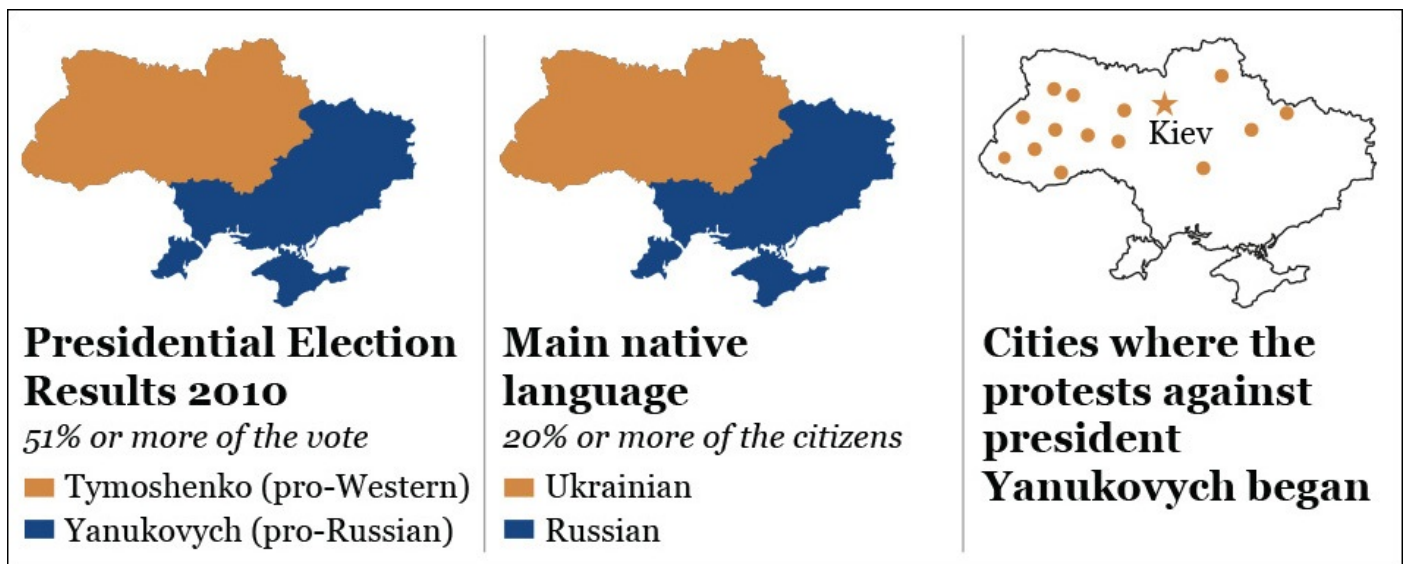 Kiev
Presidential Election
Results 2010
51% or more of the vote
Tymoshenko (pro-Western)
Yanukovych (pro-Russian)
Main native
language
20% or more of the citizens
Ukrainian
Russian
Cities where the
protests against
president
Yanukovych began